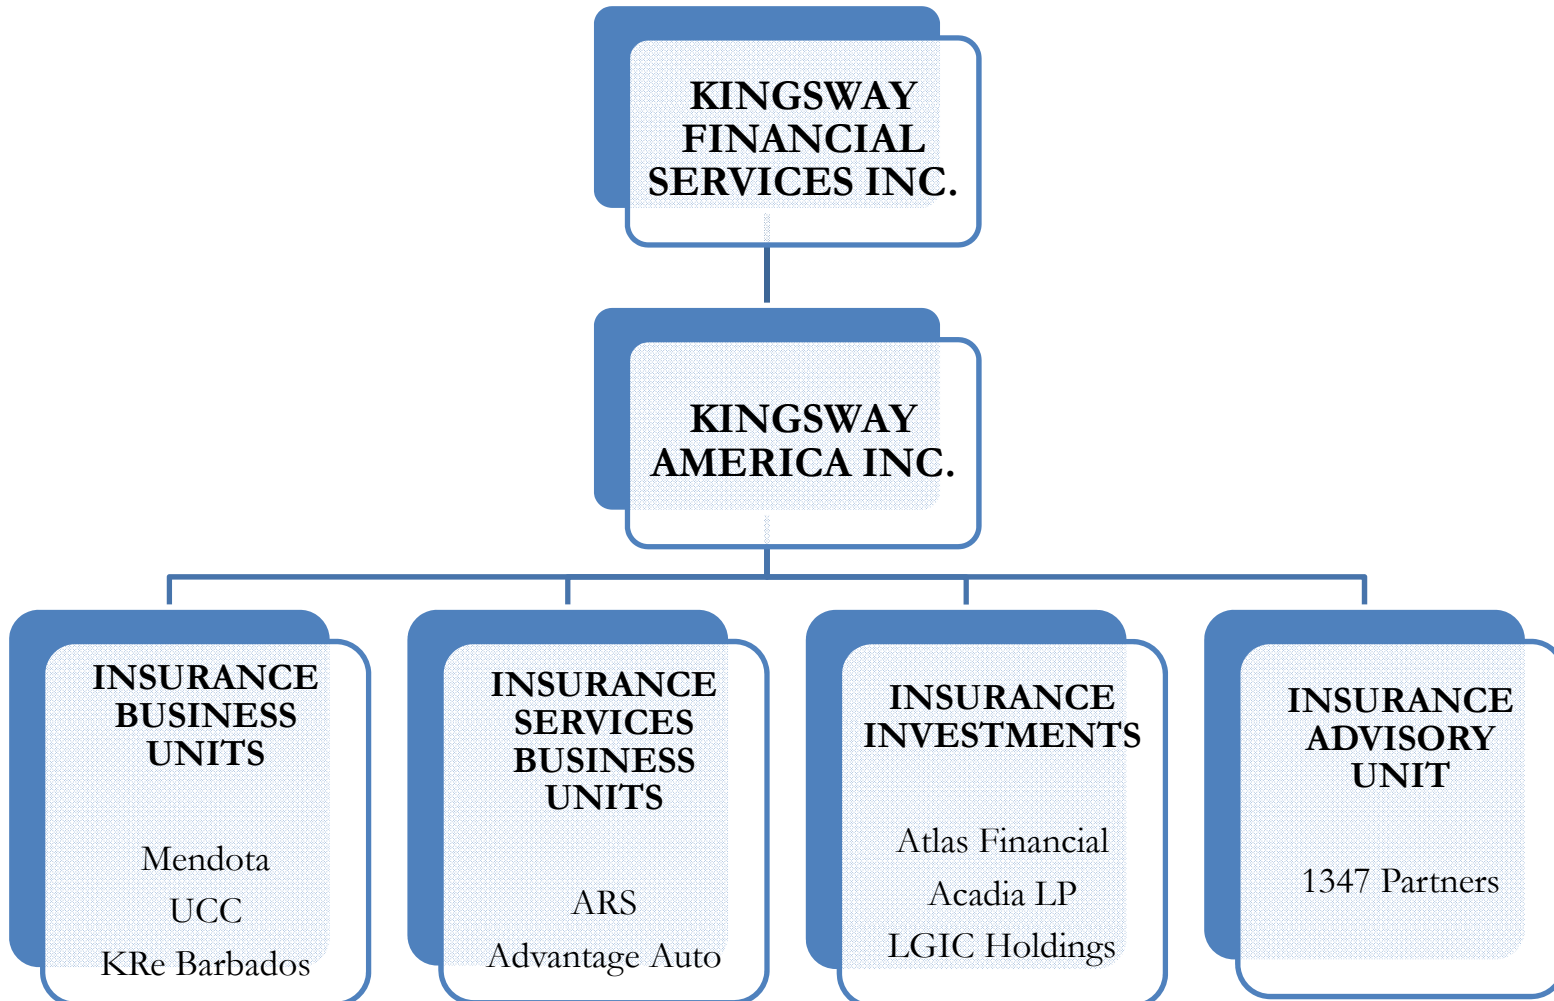 KINGSWAY
FINANCIAL
SERVICES INC.
KINGSWAY
AMERICA INC.
INSURANCE
BUSINESS
UNITS
Mendota
UCC
KRe Barbados
INSURANCE
SERVICES
BUSINESS
UNITS
ARS
Advantage Auto
INSURANCE
INVESTMENTS
Atlas Financial
Acadia LP
LGIC Holdings
INSURANCE
ADVISORY
UNIT
1347 Partners